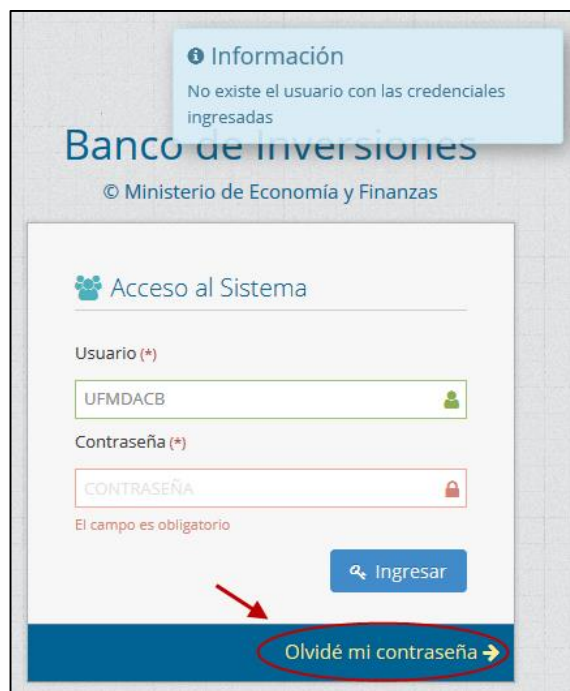 Información
No existe el usuario con las credenciales
ingresadas
Banco de Inversiones
© Ministerio de Economía y Finanzas
Acceso al Sistema
Usuario (*)
UFMDACB
Contraseña (*)
CONTRASEÑA
El campo es obligatorio
Ingresar
Olvidé mi contraseña